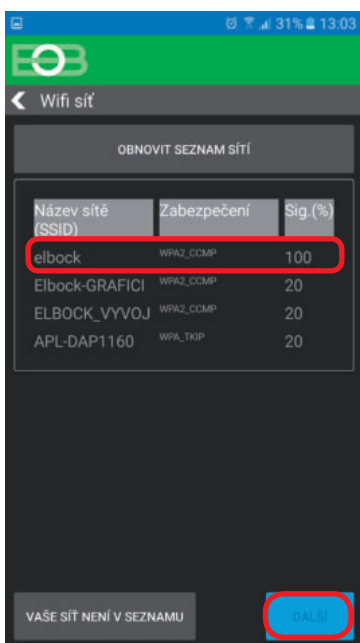 31% 13:03
EOB
Wifi síť
OBNOVIT SEZNAM SÍTÍ
Název sítě Zabezpečení Sig.(%)
(SSID)
elbock WPA2_CCMP 100
Elbock-GRAFICI WPA2_CCMP 20
ELBOCK_VYVOJ WPA2_CCMP 20
APL-DAP1160 WPA_TKIP 20
VAŠE SÍŤ NENÍ V SEZNAMU DALŠÍ